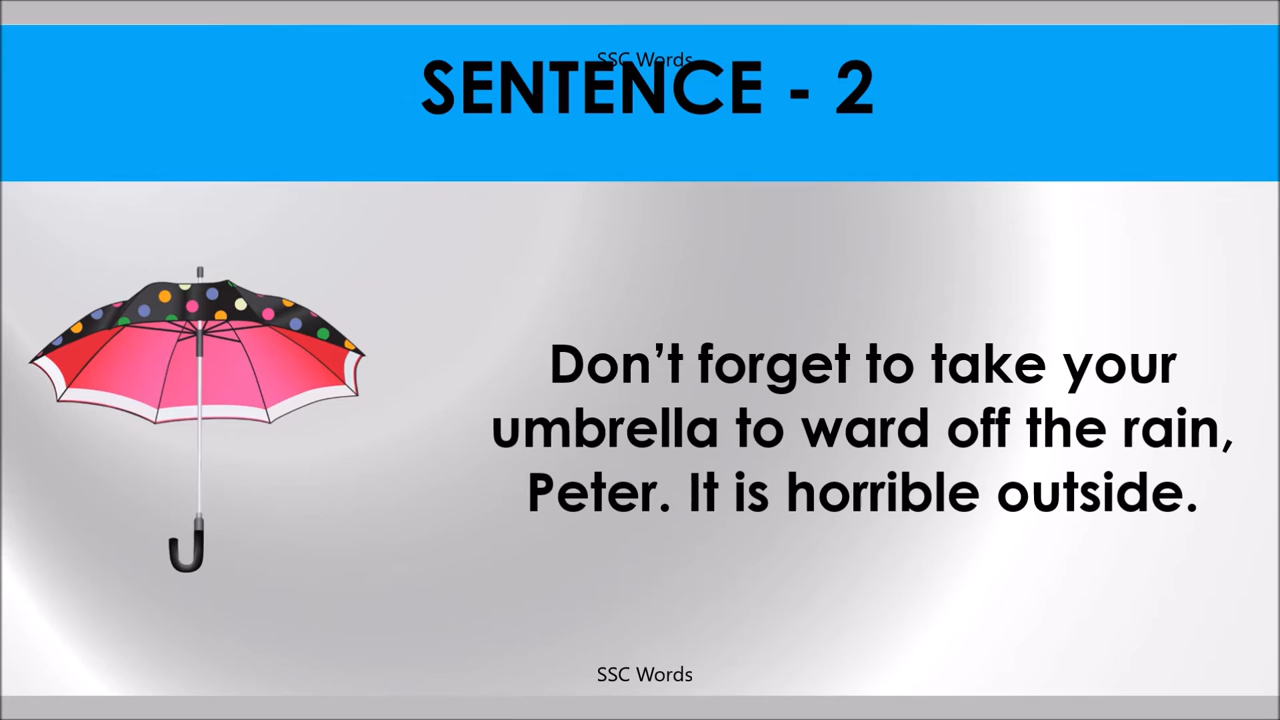 SSC Words
SENTENCE - 2
Don’t forget to take your
umbrella to ward off the rain,
Peter. It is horrible outside.
SSC Words